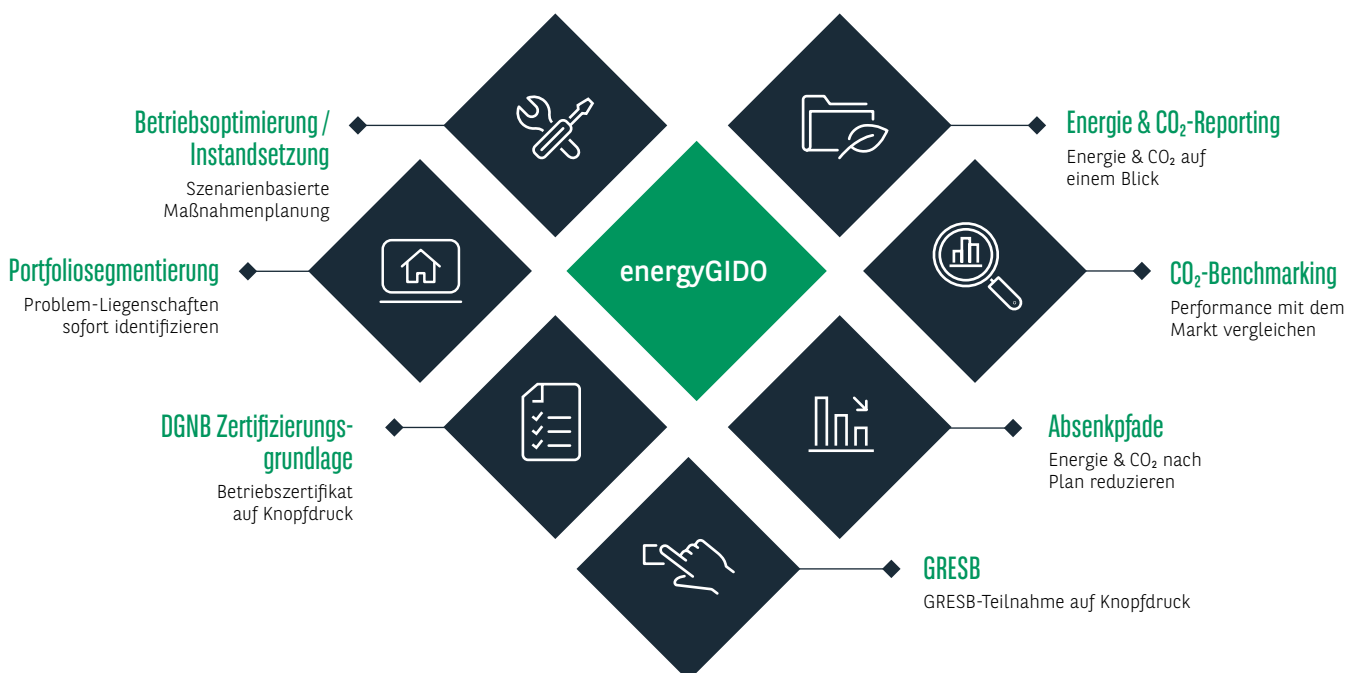 Betriebsoptimierung /
Instandsetzung
Szenarienbasierte
Maßnahmenplanung
Portfoliosegmentierung
Problem-Liegenschaften
sofort identifizieren
DGNB Zertifizierungs-
grundlage
Betriebszertifikat
auf Knopfdruck
energyGIDO
Energie & CO₂-Reporting
Energie & CO₂ auf
einem Blick
CO₂-Benchmarking
Performance mit dem
Markt vergleichen
Absenkpfade
Energie & CO₂ nach
Plan reduzieren
GRESB
GRESB-Teilnahme auf Knopfdruck